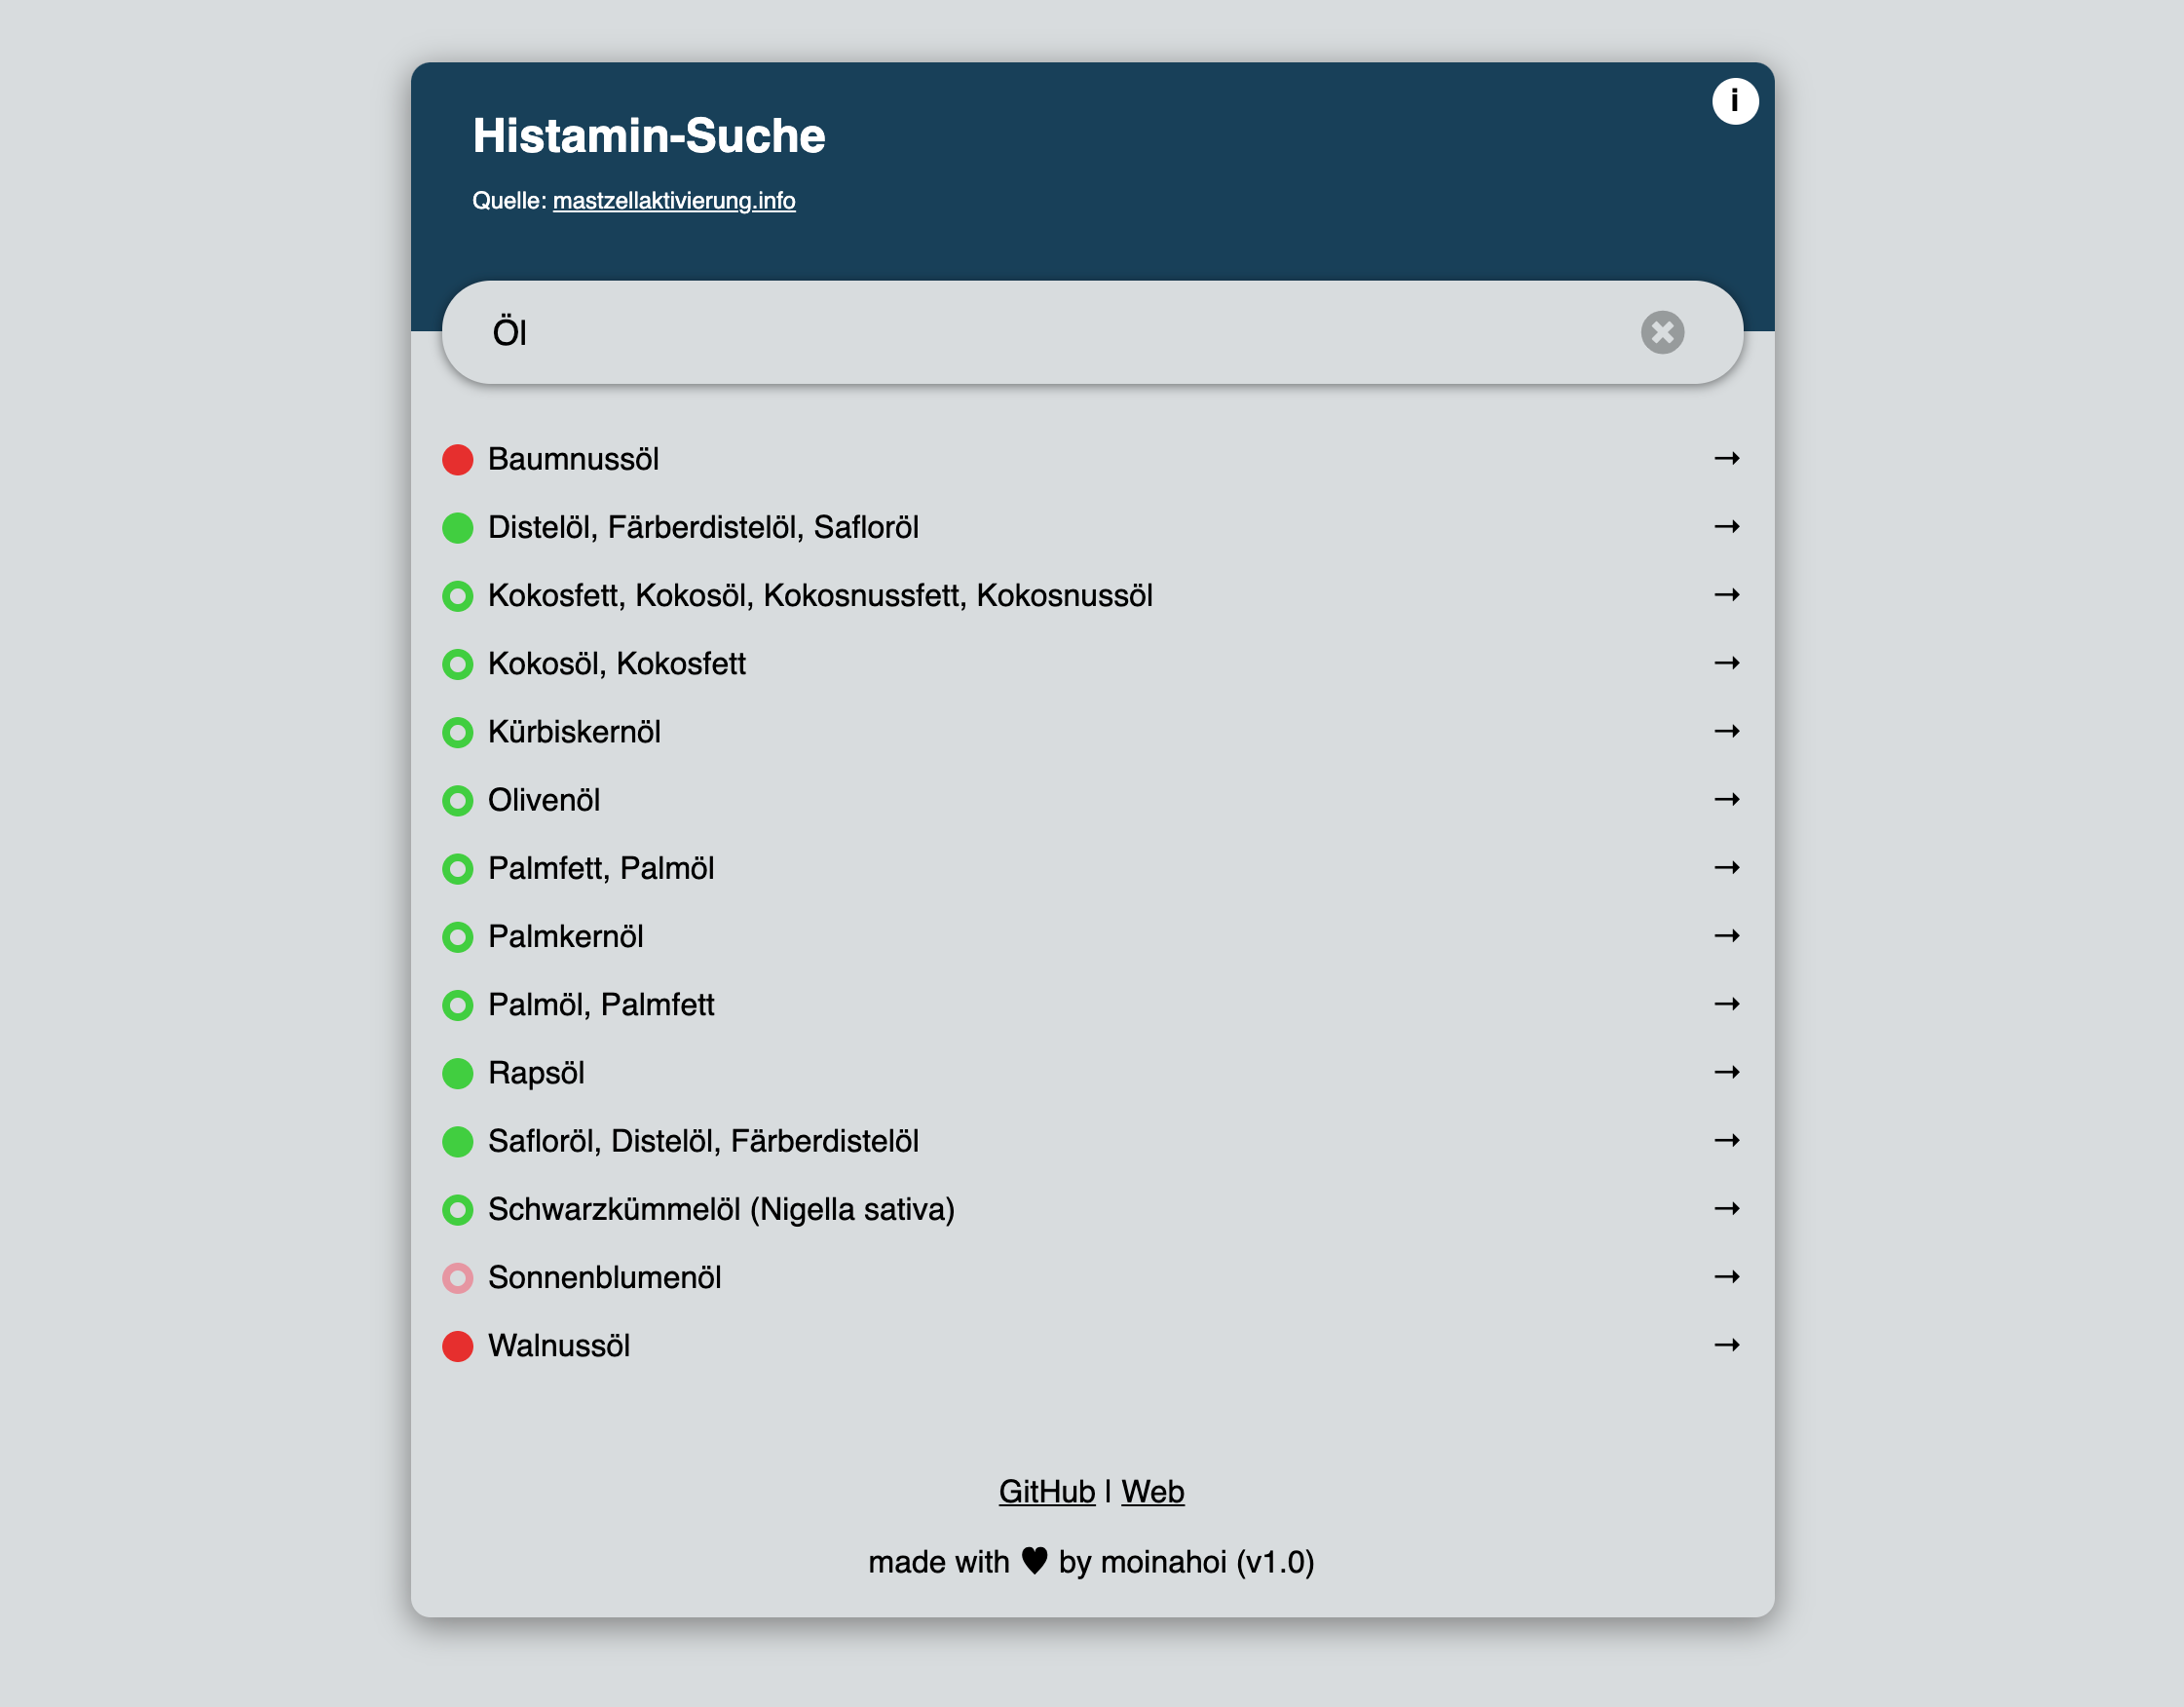 i
Histamin-Suche
Quelle: mastzellaktivierung.info
Öl
Baumnussöl →
Distelöl, Färberdistelöl, Safloröl →
Kokosfett, Kokosöl, Kokosnussfett, Kokosnussöl →
Kokosöl, Kokosfett →
Kürbiskernöl →
Olivenöl →
Palmfett, Palmöl →
Palmkernöl →
Palmöl, Palmfett →
Rapsöl →
Safloröl, Distelöl, Färberdistelöl →
Schwarzkümmelöl (Nigella sativa) →
Sonnenblumenöl →
Walnussöl →
GitHub | Web
made with ♥ by moinahoi (v1.0)